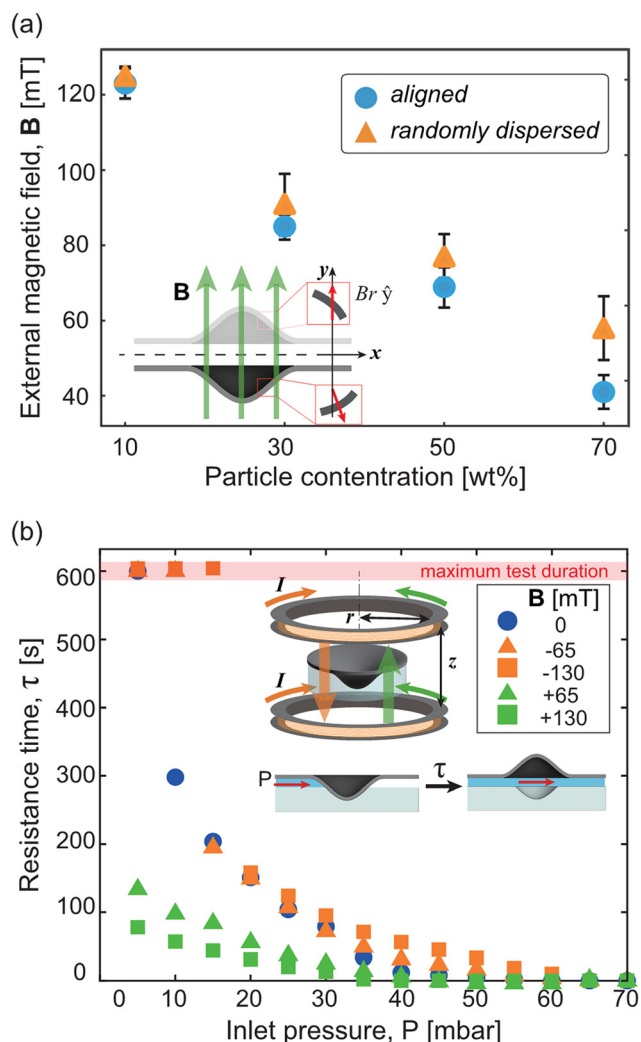 (a)
External magnetic field, B [mT]
120
100
80
60
40
aligned
randomly dispersed
B
y
Br ŷ
x
10
30
50
70
Particle contentration [wt%]
(b)
Resistance time, τ [s]
600
500
400
300
200
100
0
maximum test duration
I
r
I
z
B [mT]
0
-65
-130
+65
+130
P
τ
0
10
20
30
40
50
60
70
Inlet pressure, P [mbar]